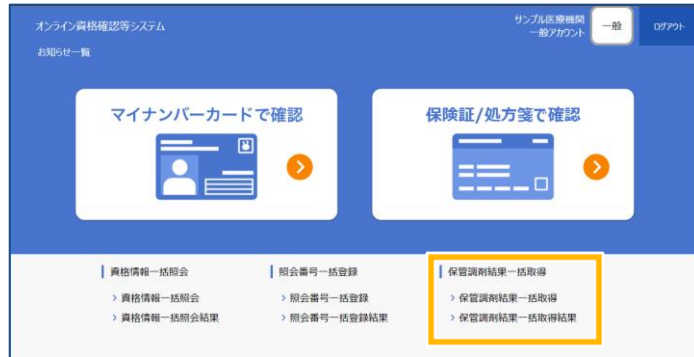 オンライン資格確認等システム
サンプル医療機関
一般アカウント
一般
ログアウト
お知らせ一覧
マイナンバーカードで確認
保険証/処方箋で確認
資格情報一括照会
照会番号一括登録
保管調剤結果一括取得
> 資格情報一括照会
> 照会番号一括登録
> 保管調剤結果一括取得
> 資格情報一括照会結果
> 照会番号一括登録結果
> 保管調剤結果一括取得結果